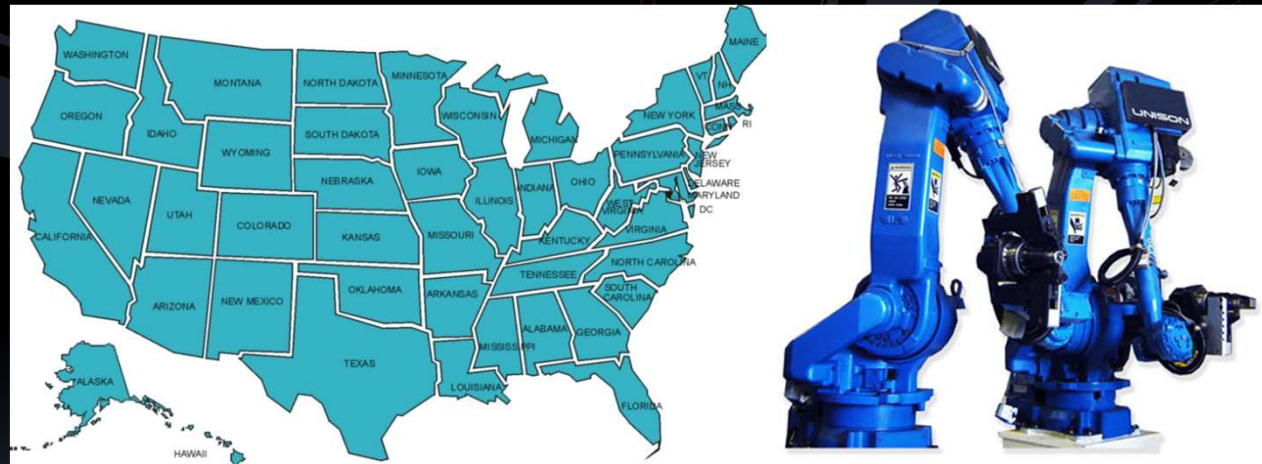 WASHINGTON
MONTANA
NORTH DAKOTA
MINNESOTA
MAINE
VT
NH
OREGON
IDAHO
WISCONSIN
NEW YORK
MASS
RI
CONN
SOUTH DAKOTA
MICHIGAN
WYOMING
PENNSYLVANIA
NEW
JERSEY
IOWA
NEBRASKA
OHIO
DELAWARE
MARYLAND
INDIANA
ILLINOIS
NEVADA
UTAH
COLORADO
WEST
VIRGINIA
DC
CALIFORNIA
KANSAS
MISSOURI
VIRGINIA
KENTUCKY
NORTH CAROLINA
TENNESSEE
OKLAHOMA
ARIZONA
NEW MEXICO
ARKANSAS
SOUTH
CAROLINA
ALABAMA
GEORGIA
MISSISSIPPI
TEXAS
LOUISIANA
FLORIDA
ALASKA
HAWAII
UNISON